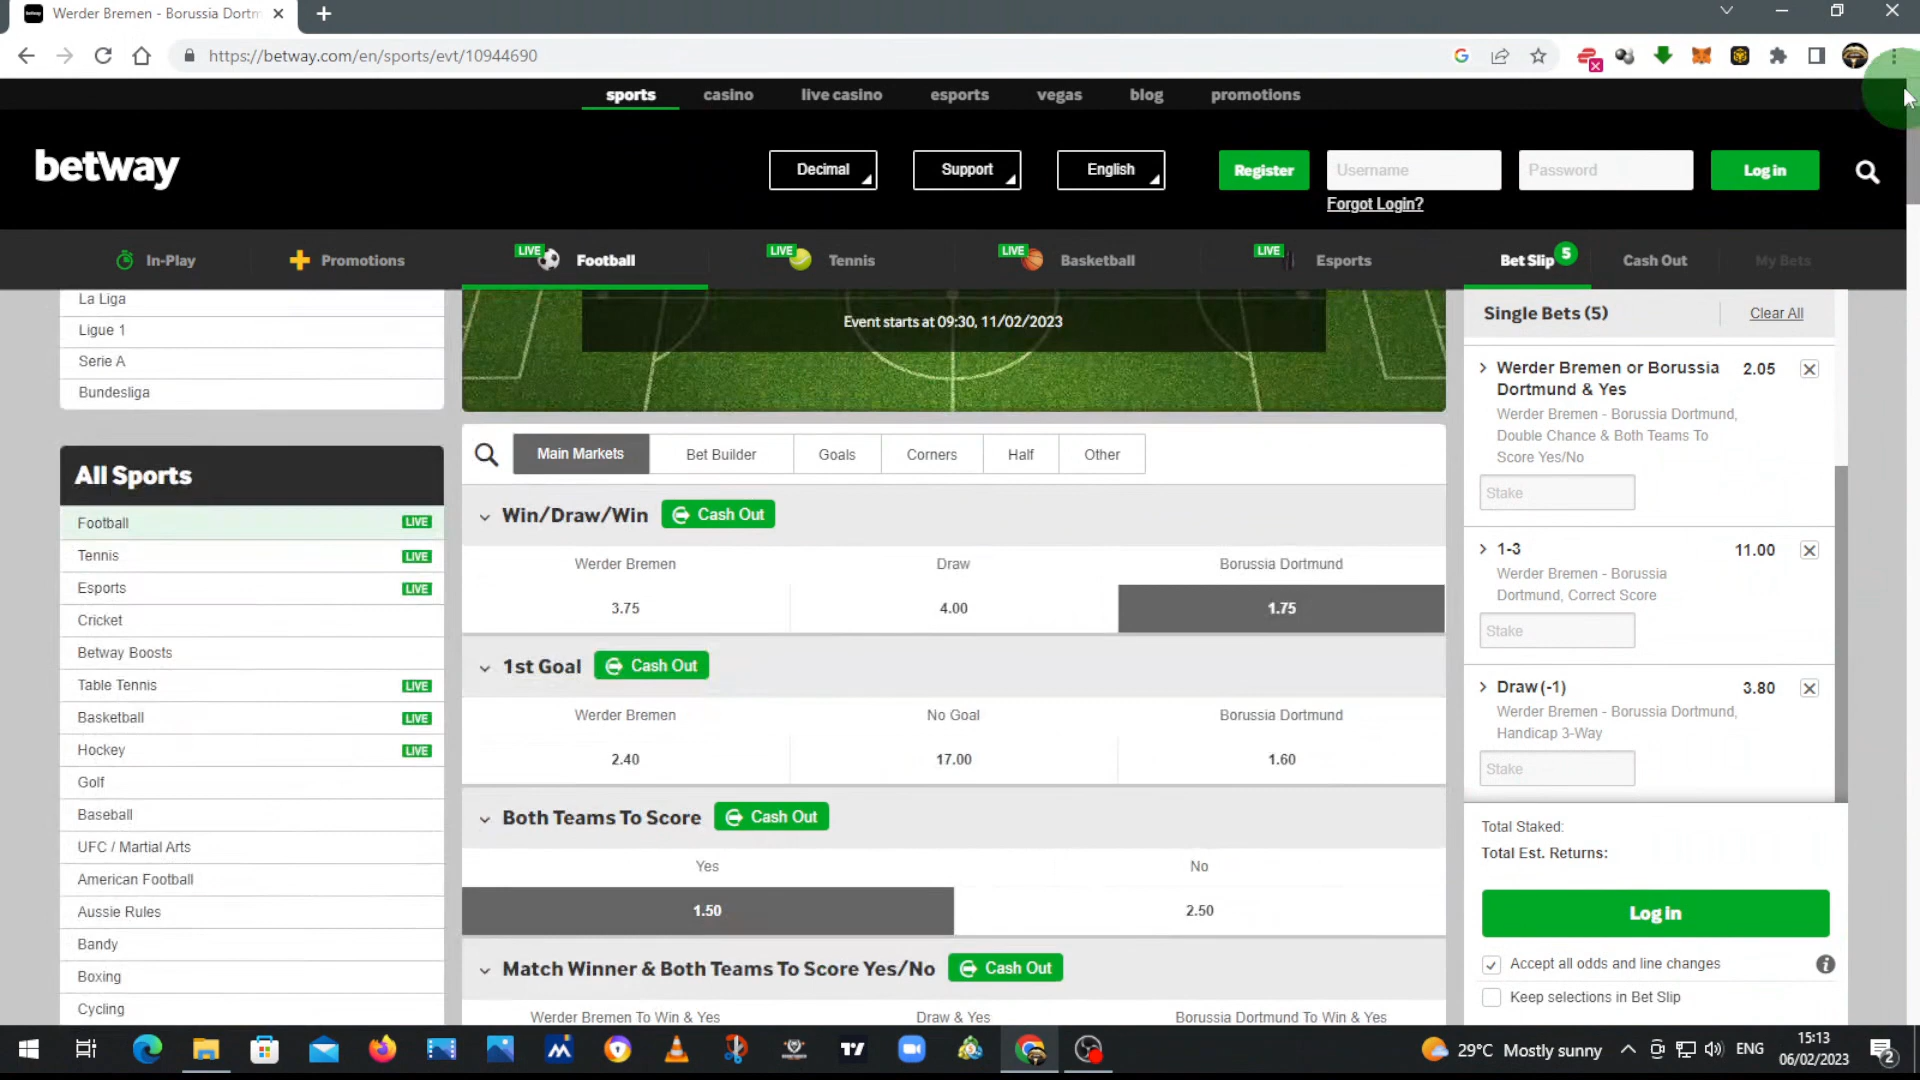 Werder Bremen - Borussia Dortm
https://betway.com/en/sports/evt/10944690
sports casino live casino esports vegas blog promotions
betway
Decimal Support English Register Username Password Log in
Forgot Login?
In-Play Promotions LIVE Football LIVE Tennis LIVE Basketball LIVE Esports Bet Slip 5 Cash Out My Bets
La Liga
Ligue 1
Serie A
Bundesliga
All Sports
Football LIVE
Tennis LIVE
Esports LIVE
Cricket
Betway Boosts
Table Tennis LIVE
Basketball LIVE
Hockey LIVE
Golf
Baseball
UFC / Martial Arts
American Football
Aussie Rules
Bandy
Boxing
Cycling
Event starts at 09:30, 11/02/2023
Main Markets Bet Builder Goals Corners Half Other
Win/Draw/Win Cash Out
Werder Bremen Draw Borussia Dortmund
3.75 4.00 1.75
1st Goal Cash Out
Werder Bremen No Goal Borussia Dortmund
2.40 17.00 1.60
Both Teams To Score Cash Out
Yes No
1.50 2.50
Match Winner & Both Teams To Score Yes/No Cash Out
Werder Bremen To Win & Yes Draw & Yes Borussia Dortmund To Win & Yes
Single Bets (5) Clear All
Werder Bremen or Borussia 2.05
Dortmund & Yes
Werder Bremen - Borussia Dortmund,
Double Chance & Both Teams To
Score Yes/No
Stake
1-3 11.00
Werder Bremen - Borussia
Dortmund, Correct Score
Stake
Draw (-1) 3.80
Werder Bremen - Borussia Dortmund,
Handicap 3-Way
Stake
Total Staked:
Total Est. Returns:
Log In
Accept all odds and line changes
Keep selections in Bet Slip
29°C Mostly sunny ENG 15:13
06/02/2023 2